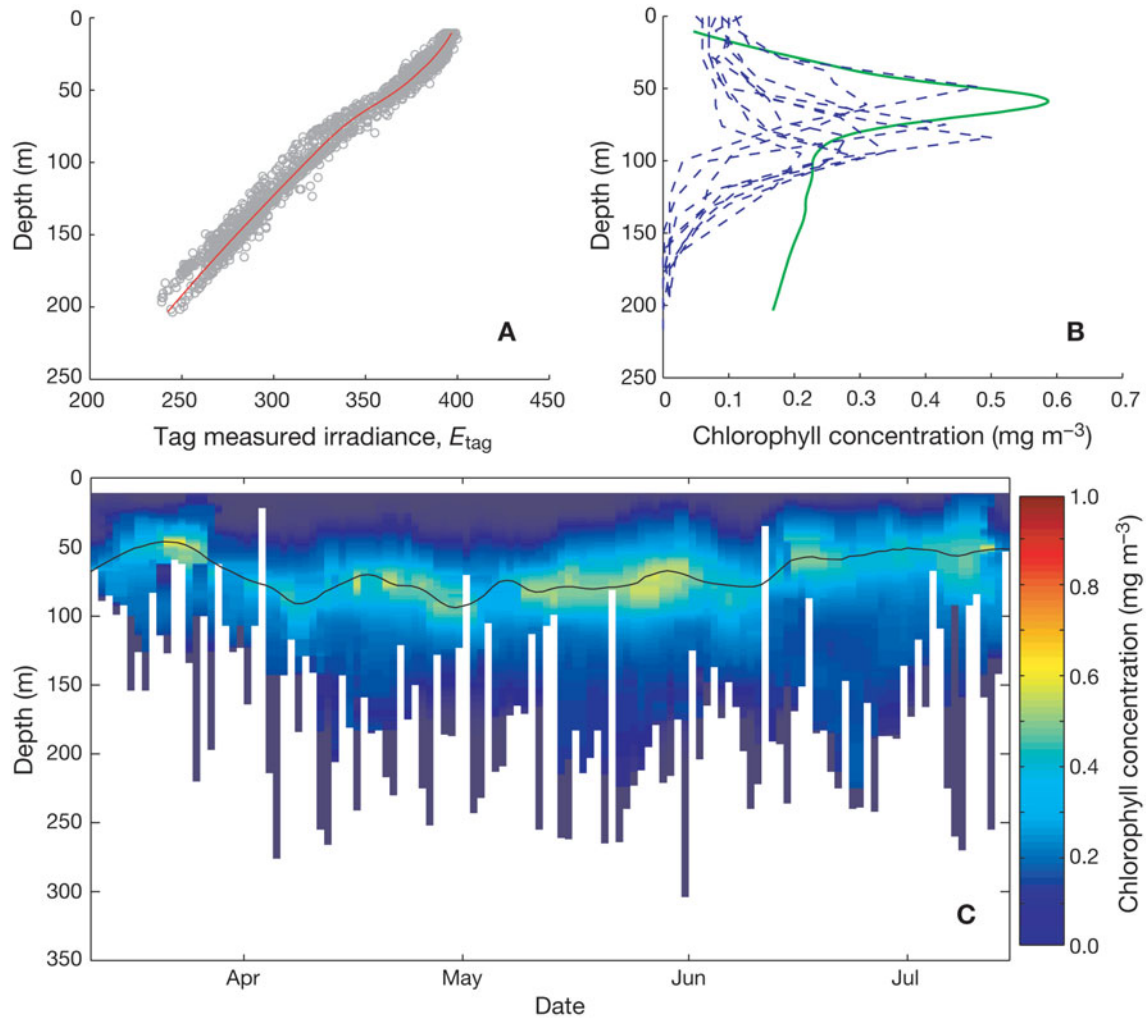 0
50
100
150
200
250
Depth (m)
200
250
300
350
400
450
Tag measured irradiance, E_tag
A
0
50
100
150
200
250
Depth (m)
0
0.1
0.2
0.3
0.4
0.5
0.6
0.7
Chlorophyll concentration (mg m⁻³)
B
0
50
100
150
200
250
300
350
Depth (m)
Apr
May
Jun
Jul
Date
C
1.0
0.8
0.6
0.4
0.2
0.0
Chlorophyll concentration (mg m⁻³)